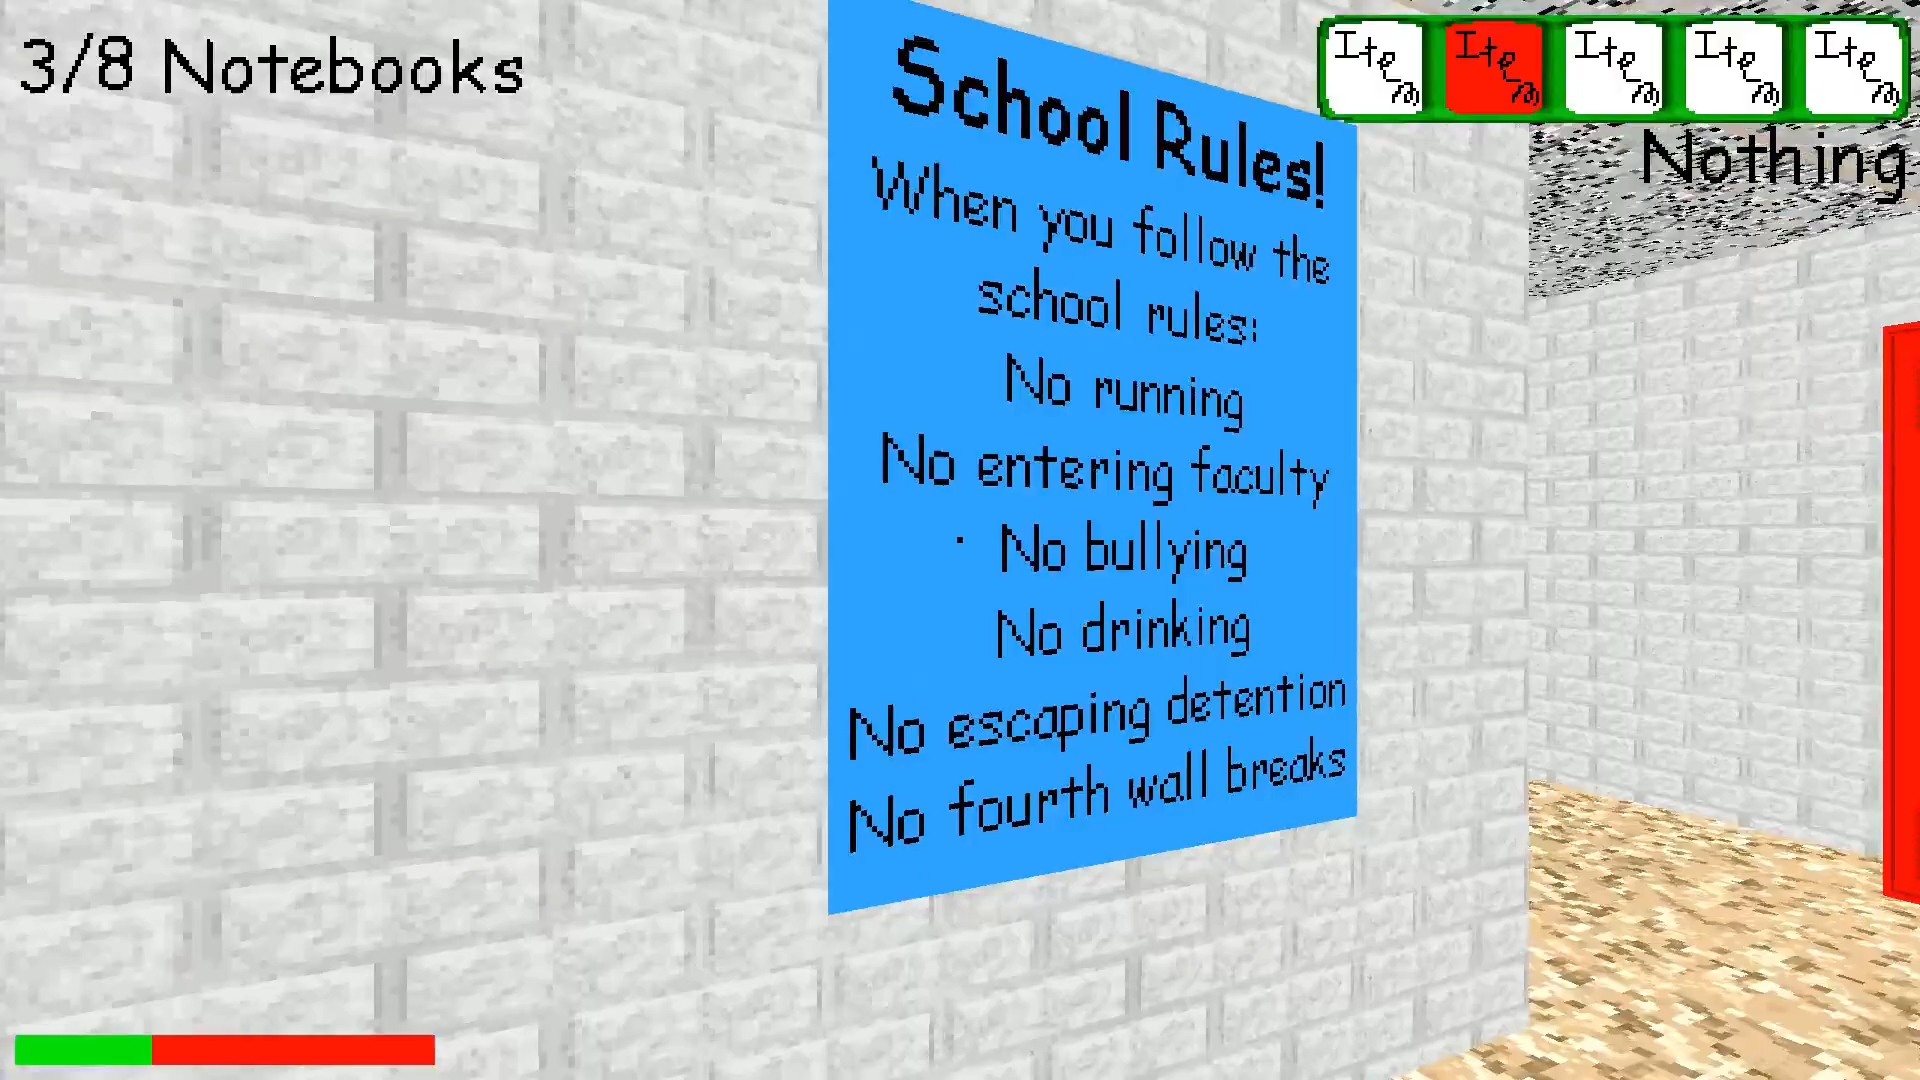 3/8 Notebooks
Item Item Item Item Item
Nothing
School Rules!
When you follow the
school rules:
No running
No entering faculty
No bullying
No drinking
No escaping detention
No fourth wall breaks